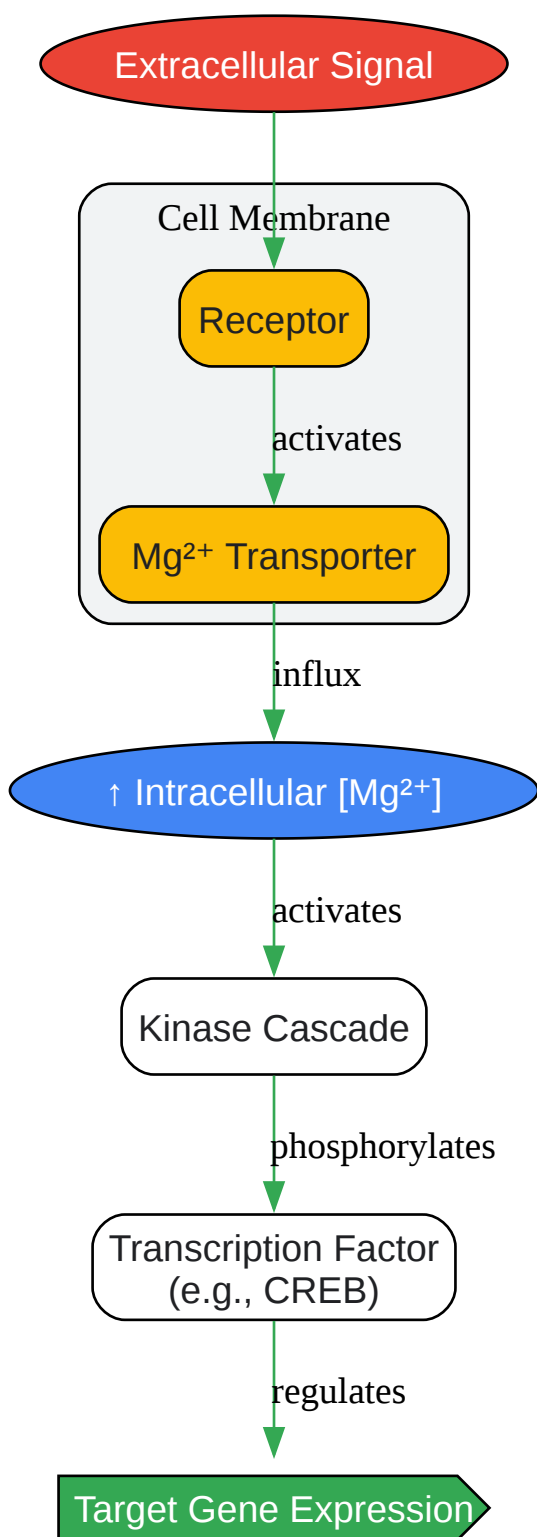 Extracellular Signal
Cell Membrane
Receptor
activates
Mg²⁺ Transporter
influx
↑ Intracellular [Mg²⁺]
activates
Kinase Cascade
phosphorylates
Transcription Factor
(e.g., CREB)
regulates
Target Gene Expression